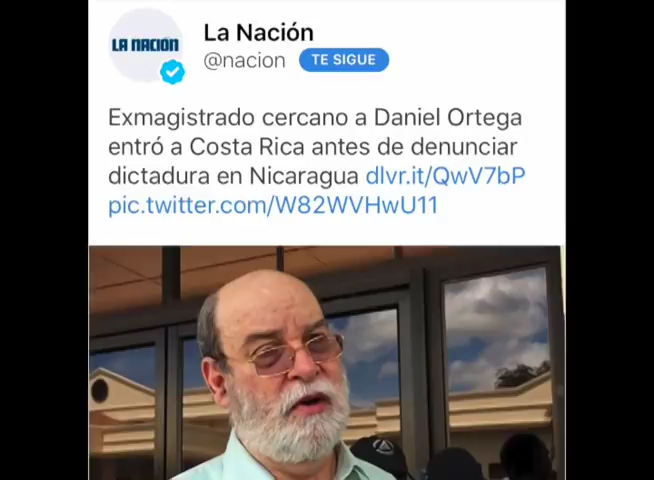 LA NACIÓN
La Nación
@nacion TE SIGUE
Exmagistrado cercano a Daniel Ortega
entró a Costa Rica antes de denunciar
dictadura en Nicaragua dlvr.it/QwV7bP
pic.twitter.com/W82WVHwU11